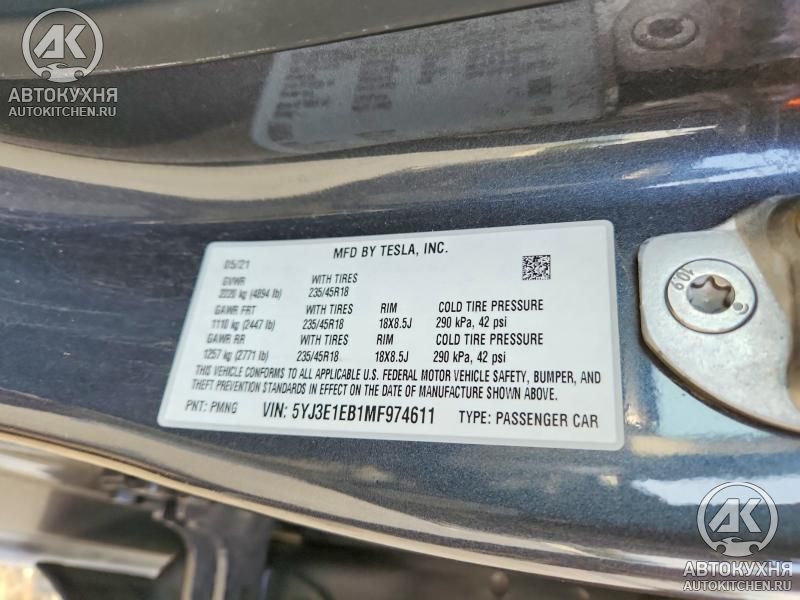 AK
АВТОКУХНЯ
AUTOKITCHEN.RU
10.9
MFD BY TESLA, INC.
05/21
GVWR WITH TIRES
2220 kg (4894 lb) 235/45R18
GAWR FRT WITH TIRES RIM COLD TIRE PRESSURE
1110 kg (2447 lb) 235/45R18 18X8.5J 290 kPa, 42 psi
GAWR RR WITH TIRES RIM COLD TIRE PRESSURE
1257 kg (2771 lb) 235/45R18 18X8.5J 290 kPa, 42 psi
THIS VEHICLE CONFORMS TO ALL APPLICABLE U.S. FEDERAL MOTOR VEHICLE SAFETY, BUMPER, AND
THEFT PREVENTION STANDARDS IN EFFECT ON THE DATE OF MANUFACTURE SHOWN ABOVE.
PNT: PMNG VIN: 5YJ3E1EB1MF974611 TYPE: PASSENGER CAR
AK
АВТОКУХНЯ
AUTOKITCHEN.RU